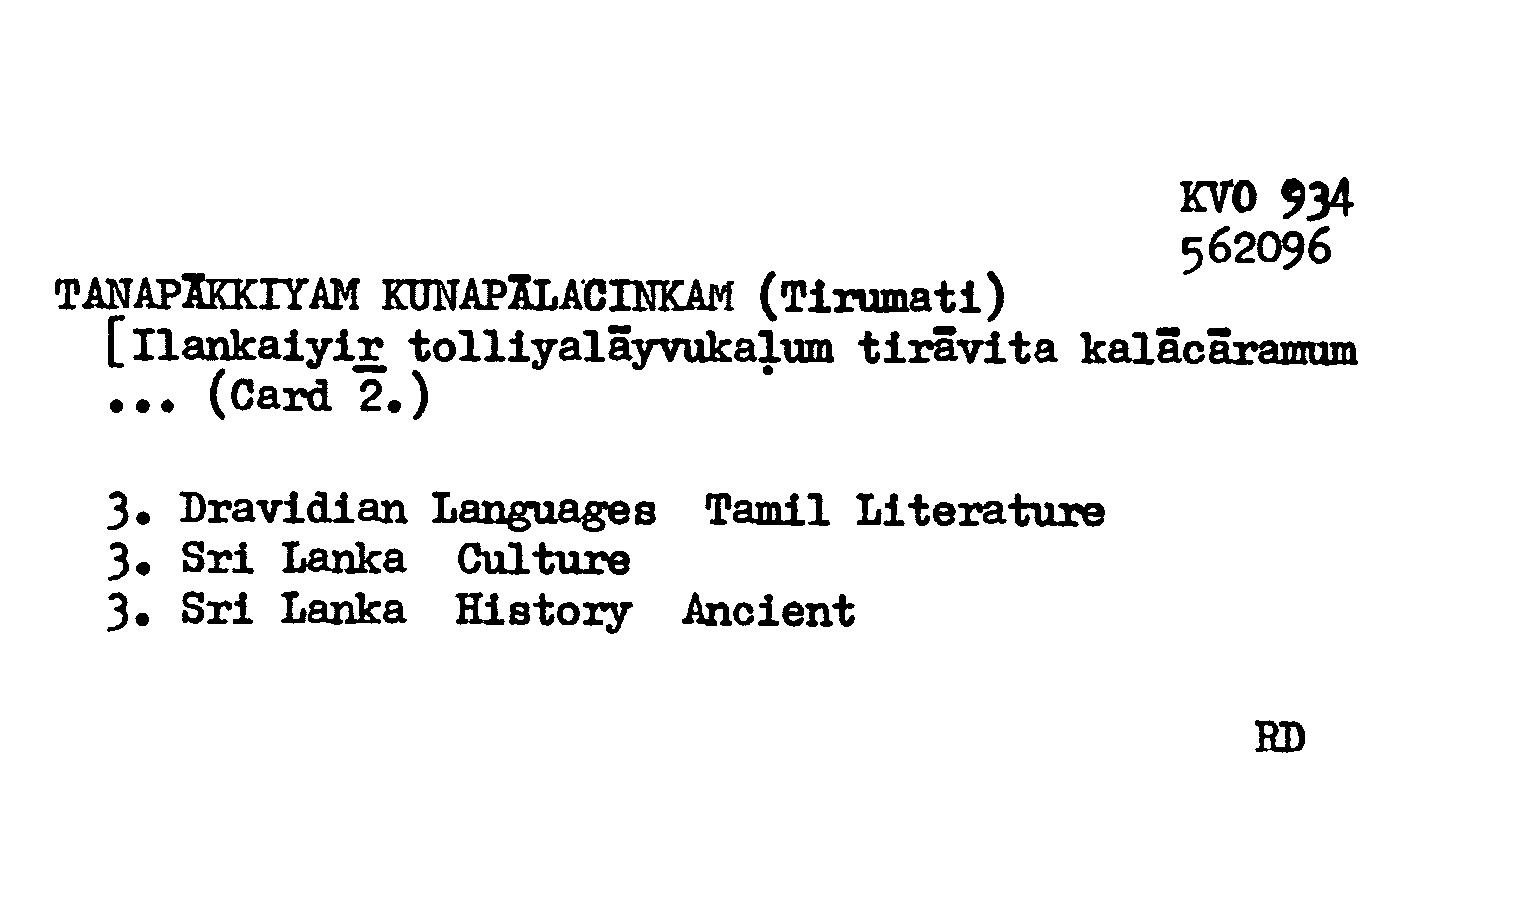 KVO 934
562096
TANAPĀKKIYAM KUNAPĀLACINKAM (Tirumati)
[Ilankaiyiṟ tolliyalāyvukaḷum tirāvita kalācāramum
... (Card 2.)
3. Dravidian Languages Tamil Literature
3. Sri Lanka Culture
3. Sri Lanka History Ancient
RD